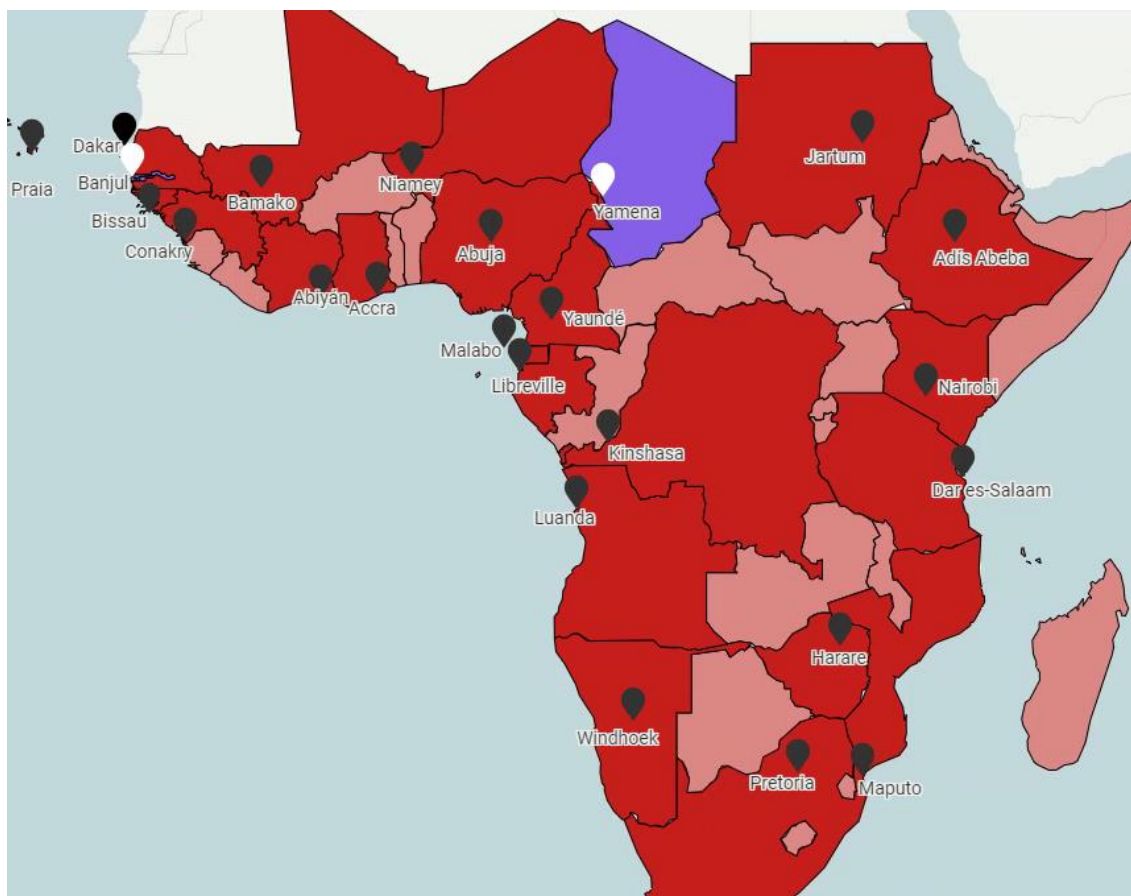 Dakar
Praia
Banjul
Bissau
Conakry
Bamako
Niamey
Yamena
Jartum
Abuja
Adís Abeba
Abiyán
Accra
Yaundé
Malabo
Libreville
Nairobi
Kinshasa
Dar es-Salaam
Luanda
Harare
Windhoek
Pretoria
Maputo